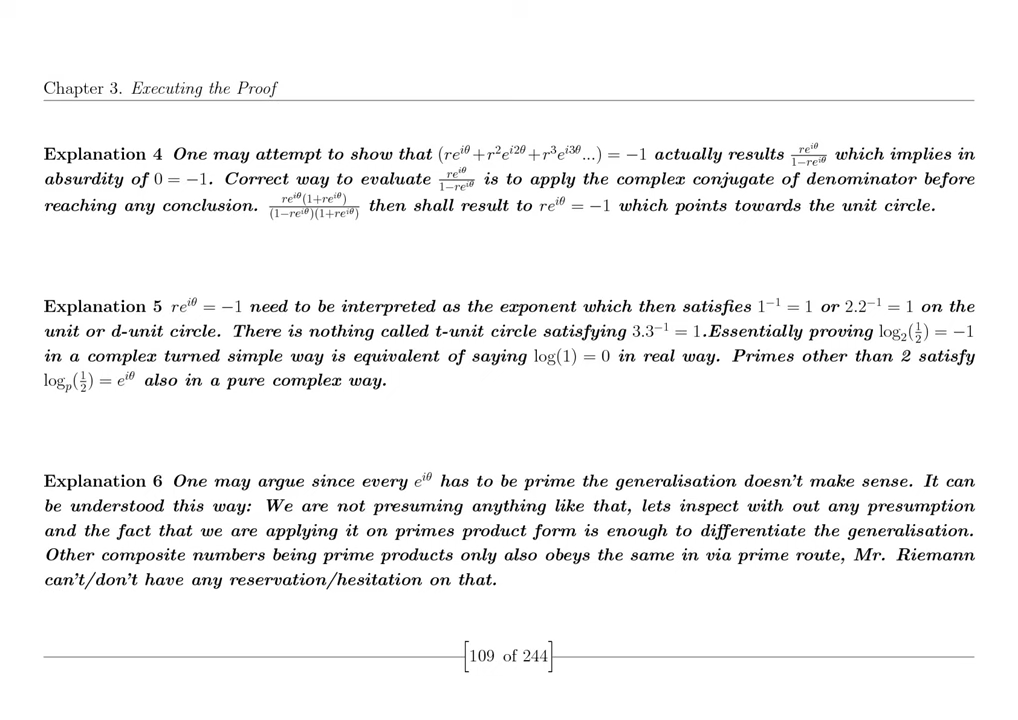 Chapter 3. Executing the Proof
Explanation 4 One may attempt to show that (re^{iθ}+r^2e^{i2θ}+r^3e^{i3θ}...) = −1 actually results \frac{re^{iθ}}{1−re^{iθ}} which implies in
absurdity of 0 = −1. Correct way to evaluate \frac{re^{iθ}}{1−re^{iθ}} is to apply the complex conjugate of denominator before
reaching any conclusion. \frac{re^{iθ}(1+re^{iθ})}{(1−re^{iθ})(1+re^{iθ})} then shall result to re^{iθ} = −1 which points towards the unit circle.
Explanation 5 re^{iθ} = −1 need to be interpreted as the exponent which then satisfies 1^{−1} = 1 or 2.2^{−1} = 1 on the
unit or d-unit circle. There is nothing called t-unit circle satisfying 3.3^{−1} = 1.Essentially proving log_2(\frac{1}{2}) = −1
in a complex turned simple way is equivalent of saying log(1) = 0 in real way. Primes other than 2 satisfy
log_p(\frac{1}{2}) = e^{iθ} also in a pure complex way.
Explanation 6 One may argue since every e^{iθ} has to be prime the generalisation doesn't make sense. It can
be understood this way: We are not presuming anything like that, lets inspect with out any presumption
and the fact that we are applying it on primes product form is enough to differentiate the generalisation.
Other composite numbers being prime products only also obeys the same in via prime route, Mr. Riemann
can't/don't have any reservation/hesitation on that.
[109 of 244]